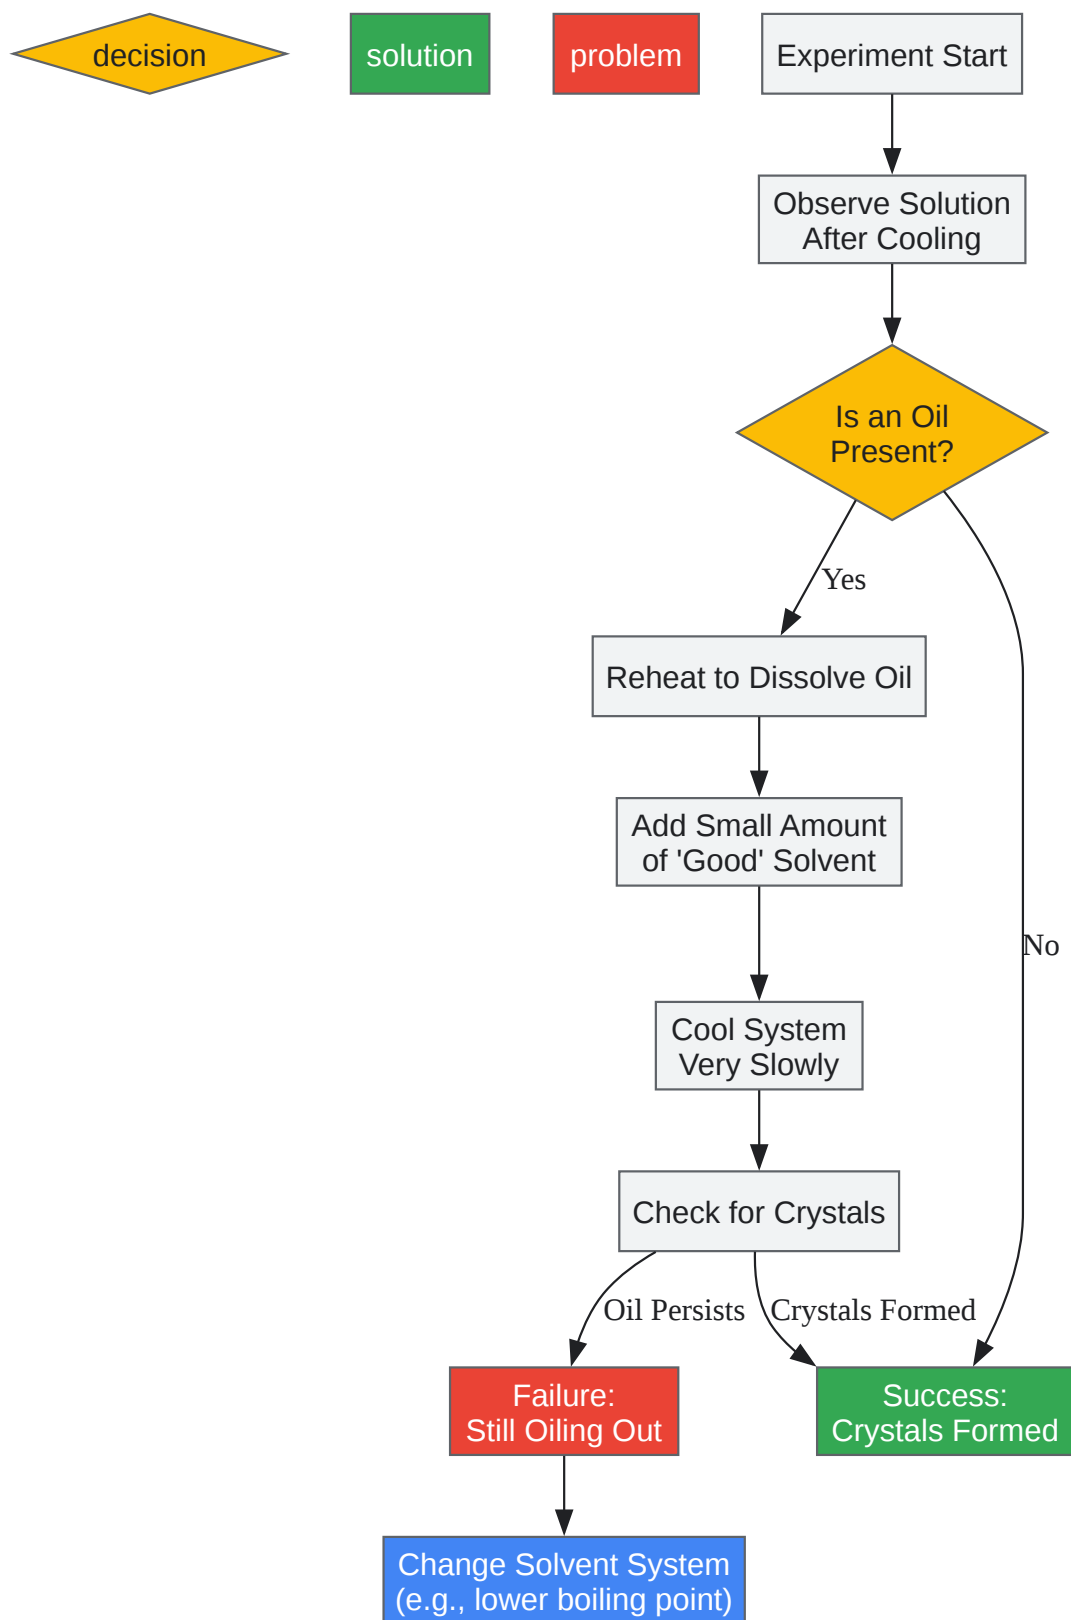 decision
solution
problem
Experiment Start
Observe Solution
After Cooling
Is an Oil
Present?
Yes
Reheat to Dissolve Oil
Add Small Amount
of 'Good' Solvent
No
Cool System
Very Slowly
Check for Crystals
Oil Persists
Crystals Formed
Failure:
Still Oiling Out
Success:
Crystals Formed
Change Solvent System
(e.g., lower boiling point)